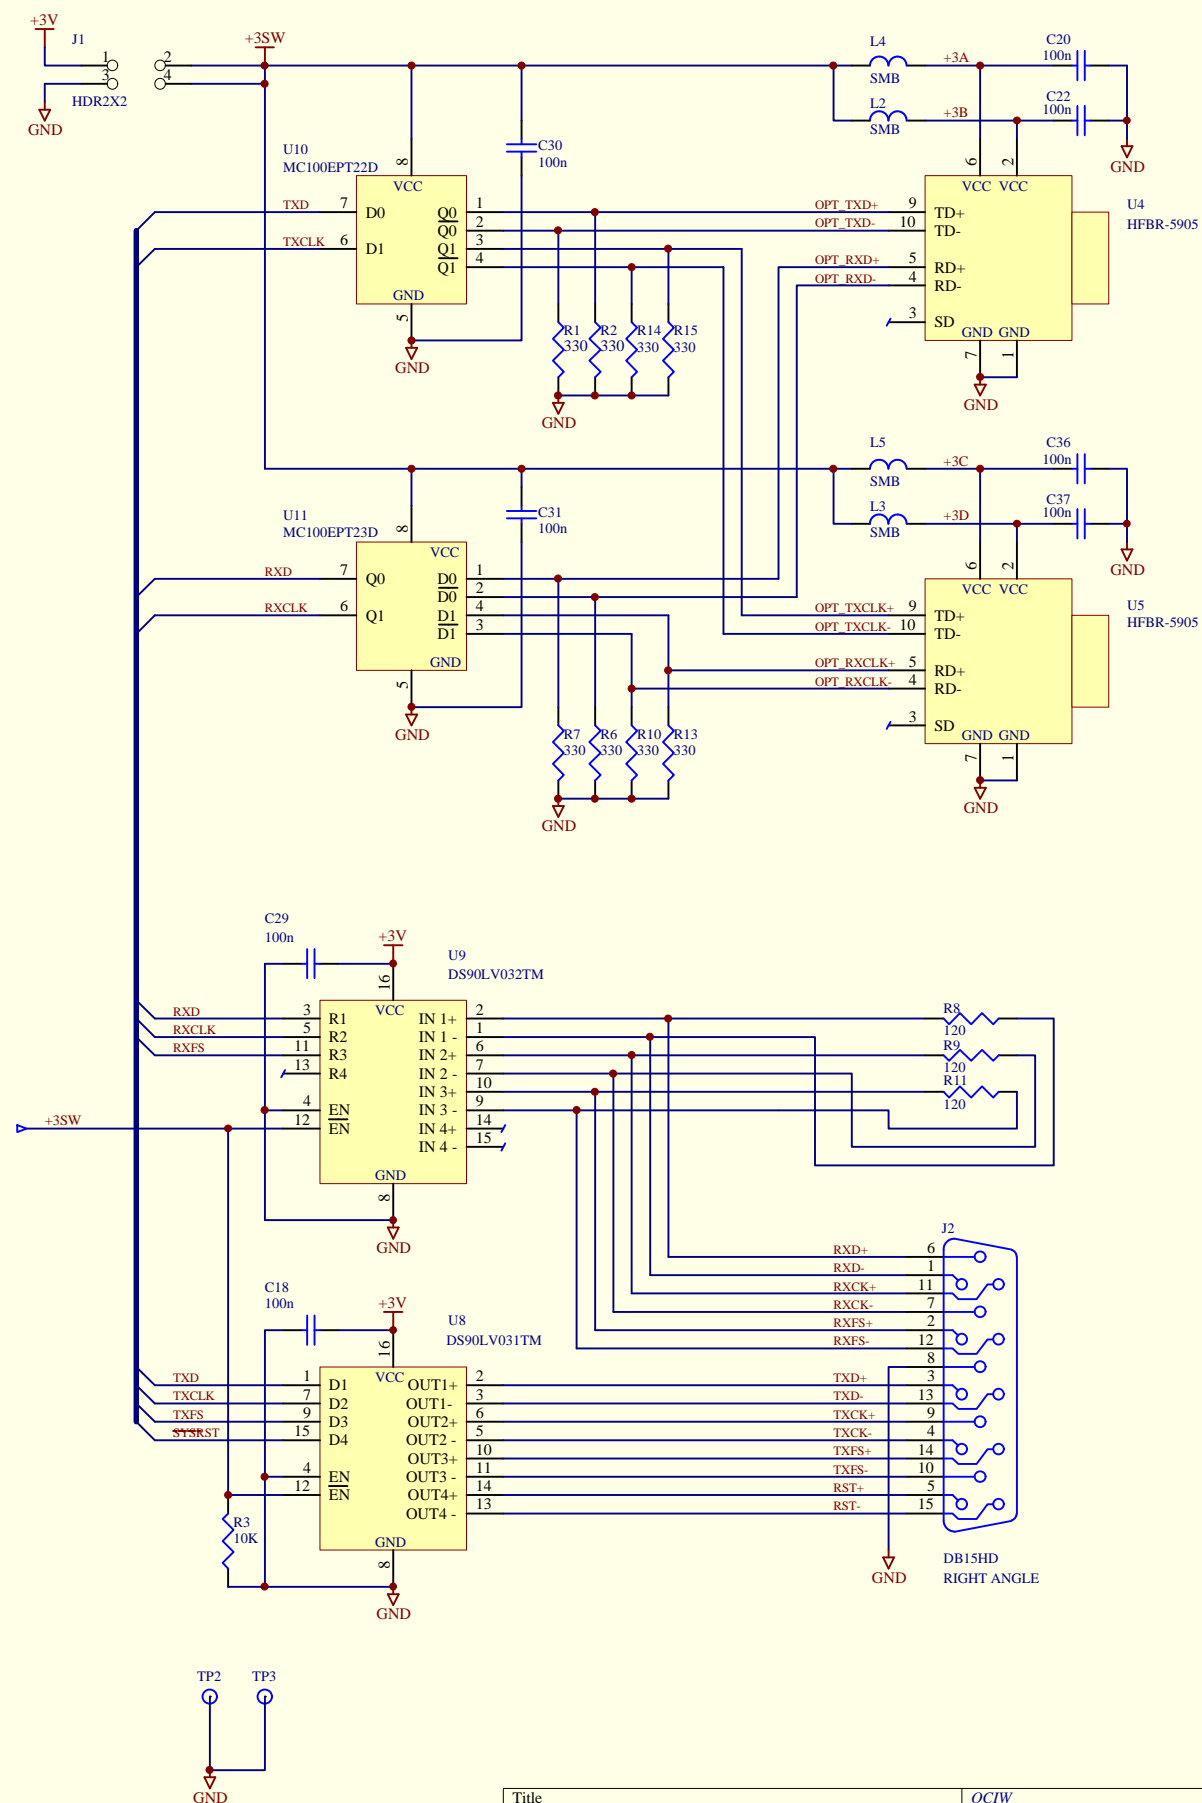 +3V
J1
1
2
3
4
HDR2X2
GND
+3SW
L4
SMB
+3A
C20
100n
L2
SMB
+3B
C22
100n
GND
U10
MC100EPT22D
8
VCC
C30
100n
TXD
7
D0
TXCLK
6
D1
Q0
1
Q0
2
Q1
3
Q1
4
GND
5
GND
R1
330
R2
330
R14
330
R15
330
GND
OPT_TXD+
9
TD+
OPT_TXD-
10
TD-
OPT_RXD+
5
RD+
OPT_RXD-
4
RD-
3
SD
6
2
VCC VCC
U4
HFBR-5905
GND GND
7
1
GND
L5
SMB
+3C
C36
100n
L3
SMB
+3D
C37
100n
GND
U11
MC100EPT23D
8
VCC
C31
100n
RXD
7
Q0
RXCLK
6
Q1
D0
1
D0
2
D1
4
D1
3
GND
5
GND
R7
330
R6
330
R10
330
R13
330
GND
OPT_TXCLK+
9
TD+
OPT_TXCLK-
10
TD-
OPT_RXCLK+
5
RD+
OPT_RXCLK-
4
RD-
3
SD
6
2
VCC VCC
U5
HFBR-5905
GND GND
7
1
GND
C29
100n
+3V
16
U9
DS90LV032TM
VCC
RXD
3
R1
RXCLK
5
R2
RXFS
11
R3
13
R4
4
EN
12
EN
+3SW
IN 1+
2
IN 1 -
1
IN 2+
6
IN 2 -
7
IN 3+
10
IN 3 -
9
IN 4+
14
IN 4 -
15
GND
8
GND
R8
120
R9
120
R11
120
C18
100n
+3V
16
U8
DS90LV031TM
VCC
TXD
1
D1
TXCLK
7
D2
TXFS
9
D3
SYSRST
15
D4
4
EN
12
EN
OUT1+
2
OUT1-
3
OUT2+
6
OUT2 -
5
OUT3+
10
OUT3 -
11
OUT4+
14
OUT4 -
13
GND
8
GND
R3
10K
J2
RXD+
6
RXD-
1
RXCK+
11
RXCK-
7
RXFS+
2
RXFS-
12
8
TXD+
3
TXD-
13
TXCK+
9
TXCK-
4
TXFS+
14
TXFS-
10
RST+
5
RST-
15
GND
DB15HD
RIGHT ANGLE
TP2
TP3
GND
Title
OCIW